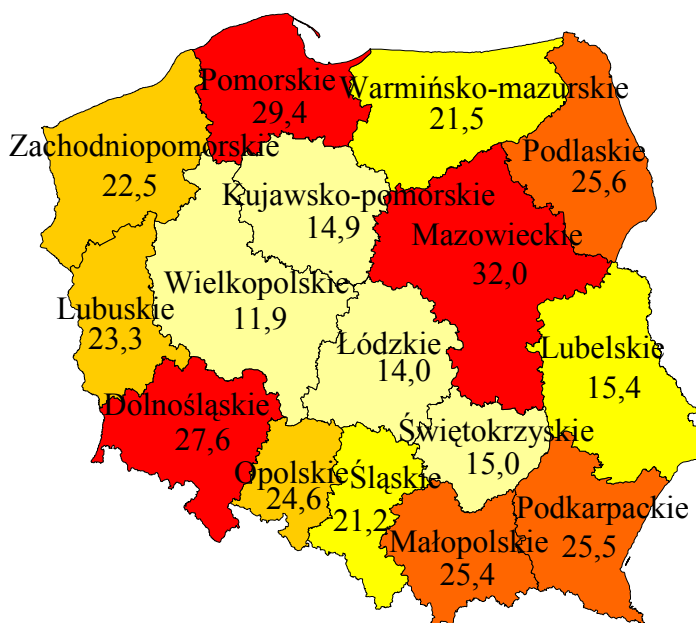 Pomorskie
29,4
Warmińsko-mazurskie
21,5
Zachodniopomorskie
22,5
Podlaskie
25,6
Kujawsko-pomorskie
14,9
Mazowieckie
32,0
Wielkopolskie
11,9
Lubuskie
23,3
Łódzkie
14,0
Lubelskie
15,4
Dolnośląskie
27,6
Świętokrzyskie
15,0
Opolskie
24,6
Śląskie
21,2
Podkarpackie
25,5
Małopolskie
25,4